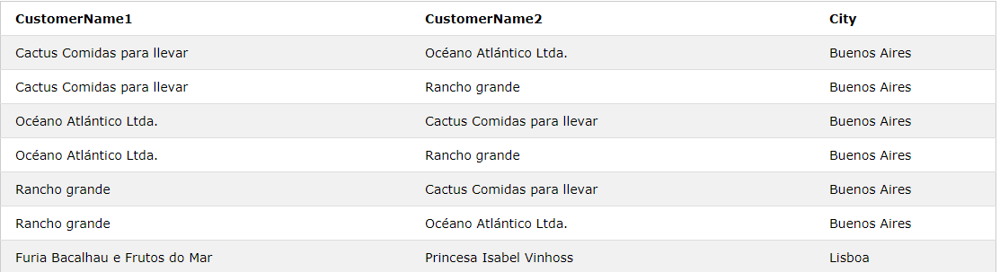 CustomerName1 CustomerName2 City
Cactus Comidas para llevar Océano Atlántico Ltda. Buenos Aires
Cactus Comidas para llevar Rancho grande Buenos Aires
Océano Atlántico Ltda. Cactus Comidas para llevar Buenos Aires
Océano Atlántico Ltda. Rancho grande Buenos Aires
Rancho grande Cactus Comidas para llevar Buenos Aires
Rancho grande Océano Atlántico Ltda. Buenos Aires
Furia Bacalhau e Frutos do Mar Princesa Isabel Vinhoss Lisboa